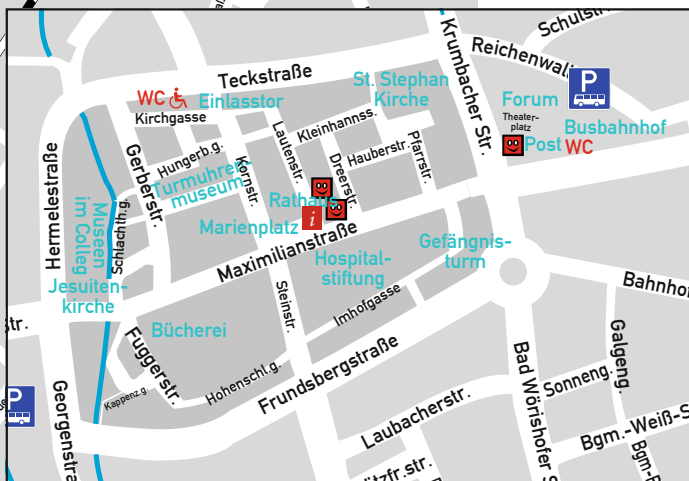 Schulstr
Krumbacher Str.
Reichenwall
P
Teckstraße
St. Stephan
Kirche
WC
Einlasstor
Kirchgasse
Forum
Theater-
platz
Post
Busbahnhof
WC
Kleinhannss.
Lautenstr.
Hungerb.g.
Gerberstr.
Kornstr.
Dreerstr.
Hauberstr.
Pfarrstr.
Hermelestraße
Turmuhren-
museum
Museen
im Colleg
Schlachth.g.
Rathaus
i
Marienplatz
Maximilianstraße
Gefängnis-
turm
Hospital-
stiftung
Jesuiten-
kirche
Steinstr.
Imhofgasse
Bahnhof
str.
Bücherei
Fuggerstr.
Hohenschl.g.
Kappenz.g.
Frundsbergstraße
Bad Wörishofer S
Galgeng.
Sonneng.
P
Georgenstra
Laubacherstr.
Bgm.-Weiß-S
tzfr.str.